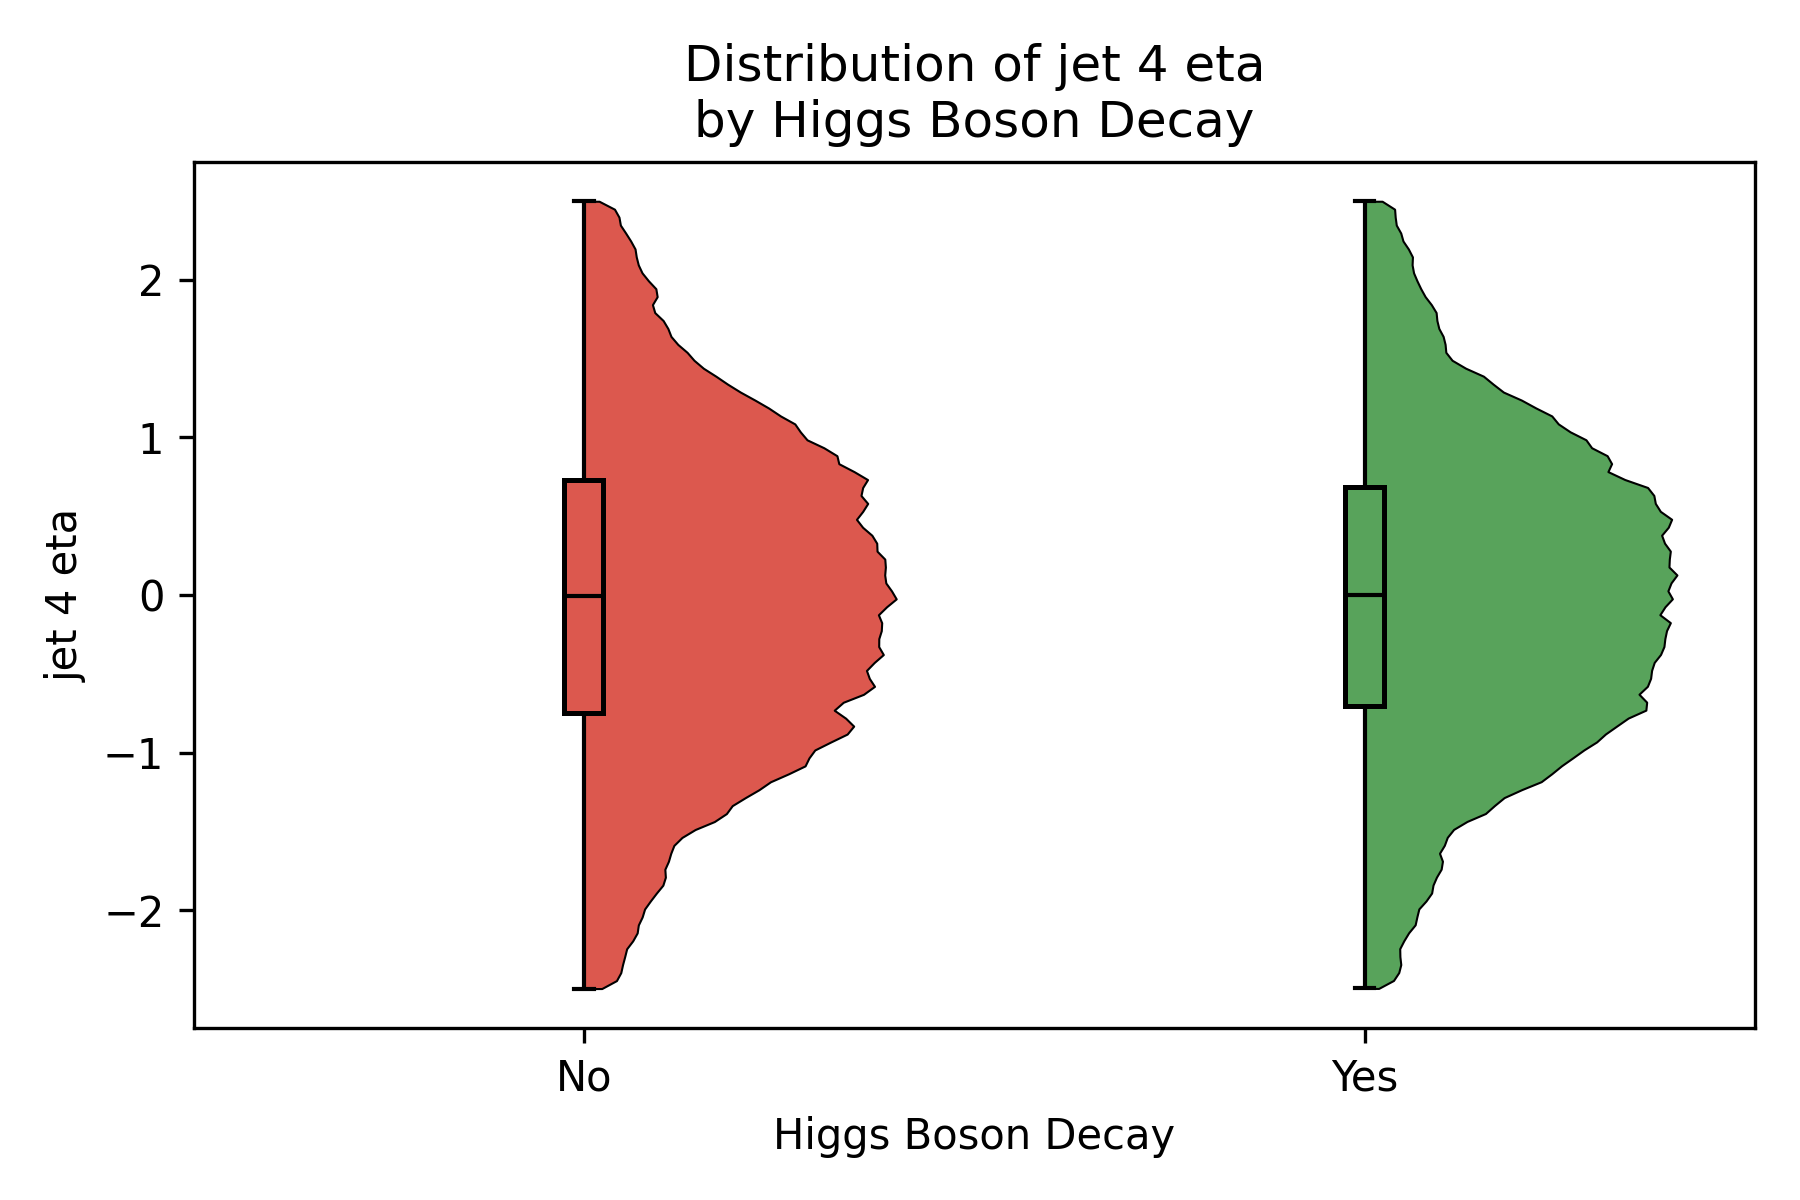 Distribution of jet 4 eta
by Higgs Boson Decay
jet 4 eta
2
1
0
−1
−2
No
Yes
Higgs Boson Decay